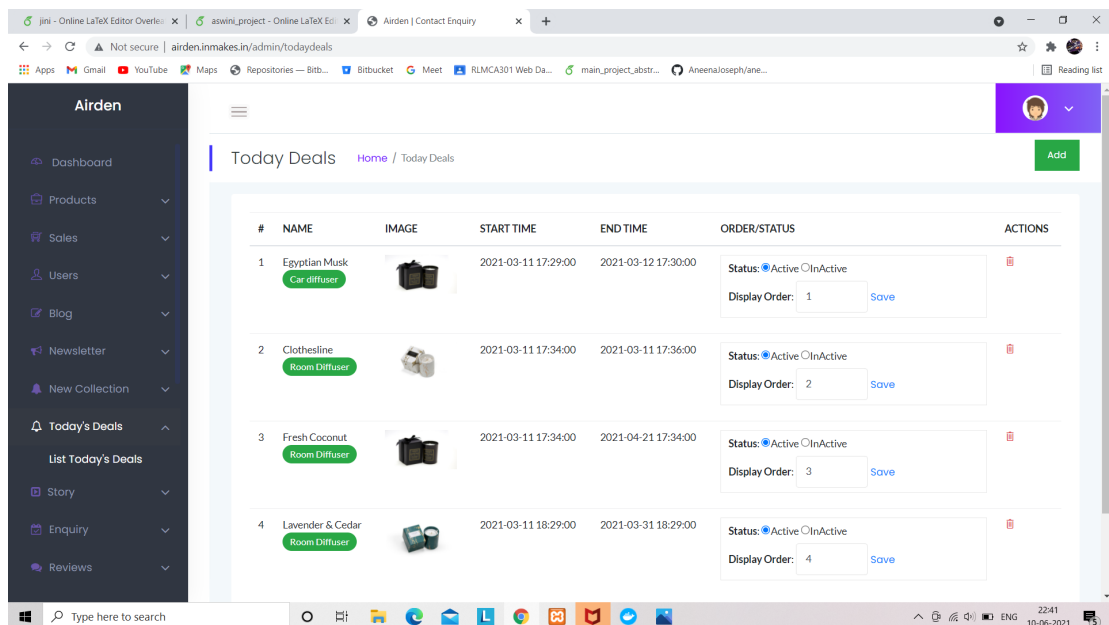 jini - Online LaTeX Editor Overlea
aswini_project - Online LaTeX Edi
Airden | Contact Enquiry
Not secure | airden.inmakes.in/admin/todaydeals
Apps Gmail YouTube Maps Repositories — Bitb... Bitbucket Meet RLMCA301 Web Da... main_project_abstr... AneenaJoseph/ane... Reading list
Airden
Dashboard
Products
Sales
Users
Blog
Newsletter
New Collection
Today's Deals
List Today's Deals
Story
Enquiry
Reviews
Today Deals Home / Today Deals Add
# NAME IMAGE START TIME END TIME ORDER/STATUS ACTIONS
1 Egyptian Musk 2021-03-11 17:29:00 2021-03-12 17:30:00 Status: Active InActive
Car diffuser
Display Order: 1 Save
2 Clothesline 2021-03-11 17:34:00 2021-03-11 17:36:00 Status: Active InActive
Room Diffuser
Display Order: 2 Save
3 Fresh Coconut 2021-03-11 17:34:00 2021-04-21 17:34:00 Status: Active InActive
Room Diffuser
Display Order: 3 Save
4 Lavender & Cedar 2021-03-11 18:29:00 2021-03-31 18:29:00 Status: Active InActive
Room Diffuser
Display Order: 4 Save
Type here to search
ENG
22:41
10-06-2021